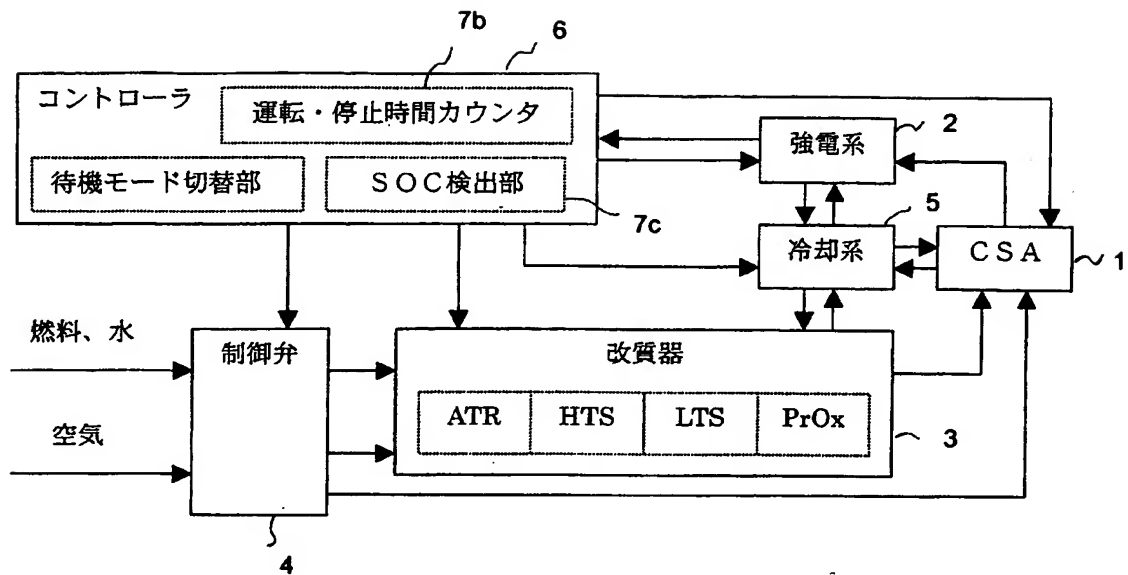 7b
6
コントローラ
運転・停止時間カウンタ
待機モード切替部
SOC検出部
7c
強電系
2
冷却系
5
CSA
1
燃料、水
空気
制御弁
4
改質器
ATR
HTS
LTS
PrOx
3